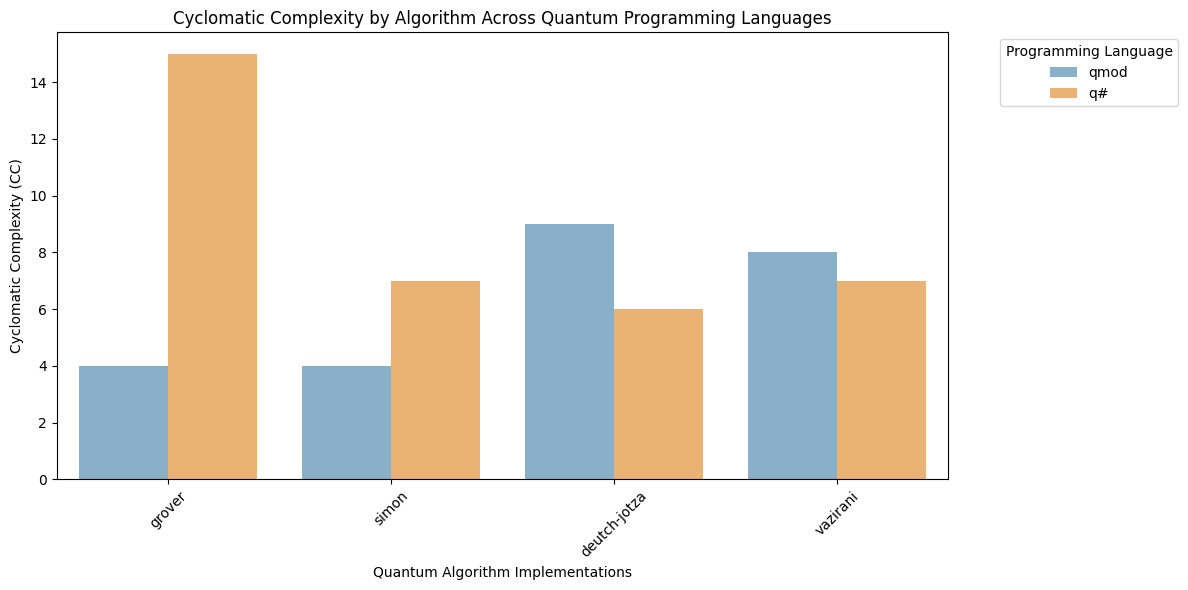 Cyclomatic Complexity by Algorithm Across Quantum Programming Languages
Programming Language
qmod
q#
Cyclomatic Complexity (CC)
14
12
10
8
6
4
2
0
grover
simon
deutch-jotza
vazirani
Quantum Algorithm Implementations